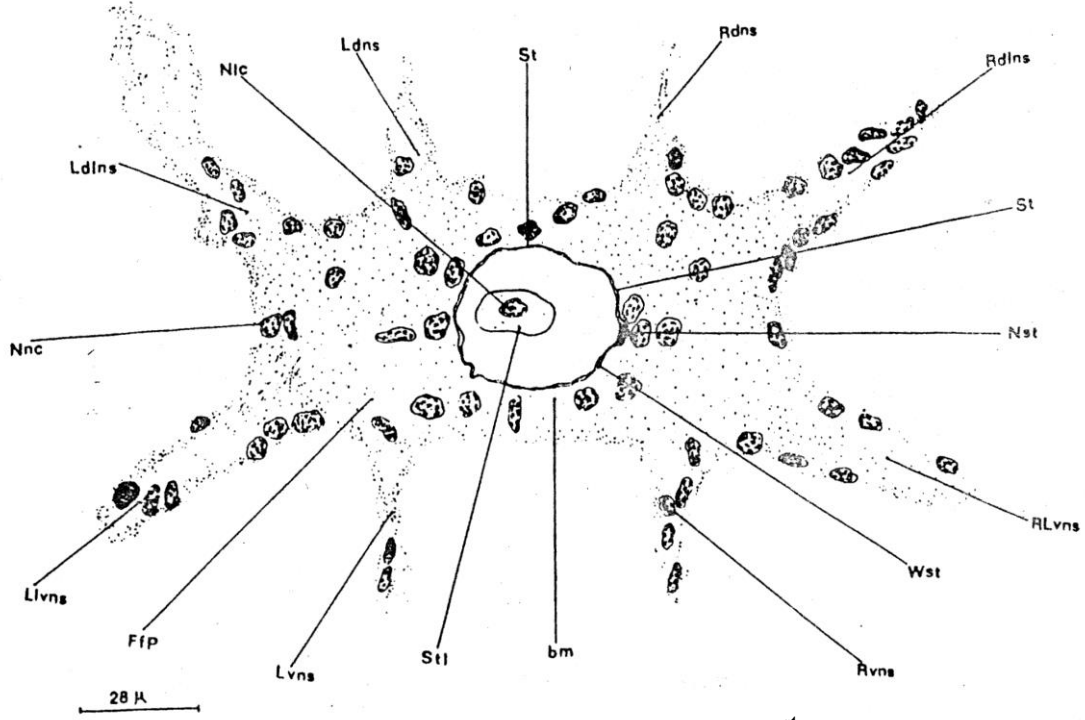 Rdns
Ldns
St
Rdlns
Nlc
Ldlns
St
Nst
Nnc
RLvns
Wst
Llvns
FfP
Stl
bm
Lvns
Rvns
28 µ